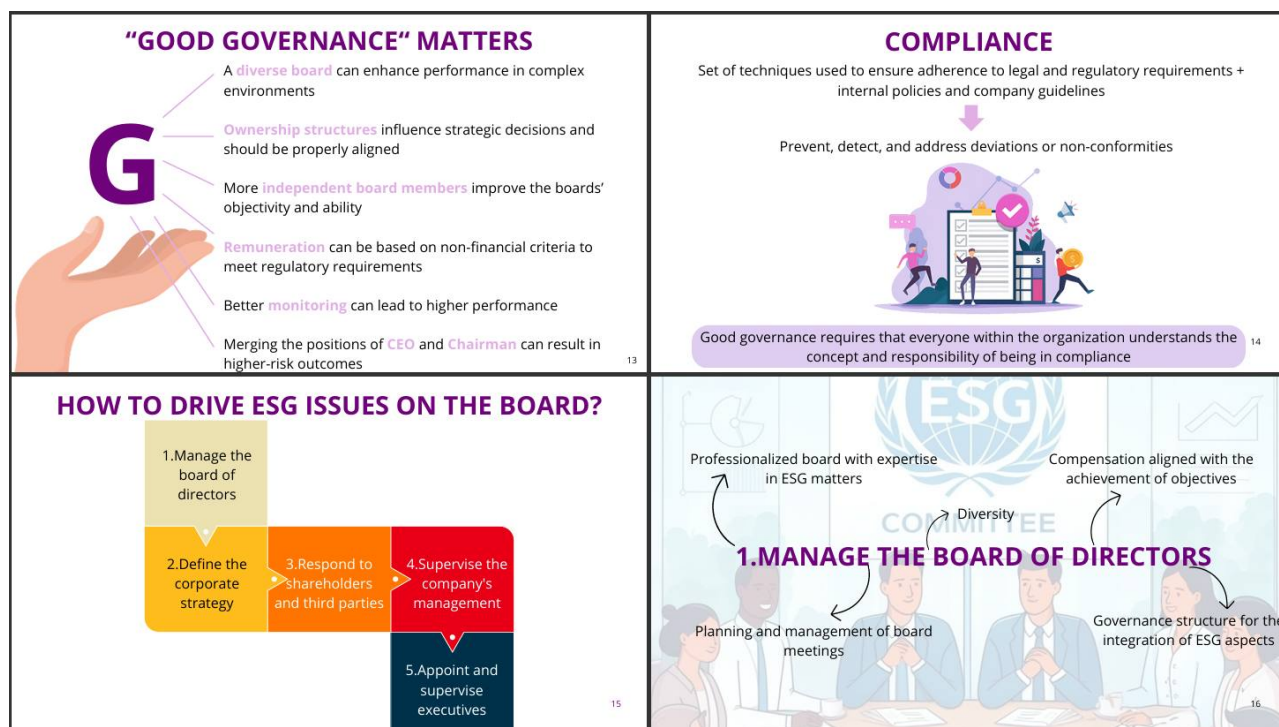 “GOOD GOVERNANCE“ MATTERS
G
A diverse board can enhance performance in complex
environments
Ownership structures influence strategic decisions and
should be properly aligned
More independent board members improve the boards’
objectivity and ability
Remuneration can be based on non-financial criteria to
meet regulatory requirements
Better monitoring can lead to higher performance
Merging the positions of CEO and Chairman can result in
higher-risk outcomes
13
COMPLIANCE
Set of techniques used to ensure adherence to legal and regulatory requirements +
internal policies and company guidelines
Prevent, detect, and address deviations or non-conformities
$
$
Good governance requires that everyone within the organization understands the
concept and responsibility of being in compliance
14
HOW TO DRIVE ESG ISSUES ON THE BOARD?
1.Manage the
board of
directors
2.Define the
corporate
strategy
3.Respond to
shareholders
and third parties
4.Supervise the
company's
management
5.Appoint and
supervise
executives
15
ESG
COMMITTEE
Professionalized board with expertise
in ESG matters
Compensation aligned with the
achievement of objectives
Diversity
1.MANAGE THE BOARD OF DIRECTORS
Planning and management of board
meetings
Governance structure for the
integration of ESG aspects
16